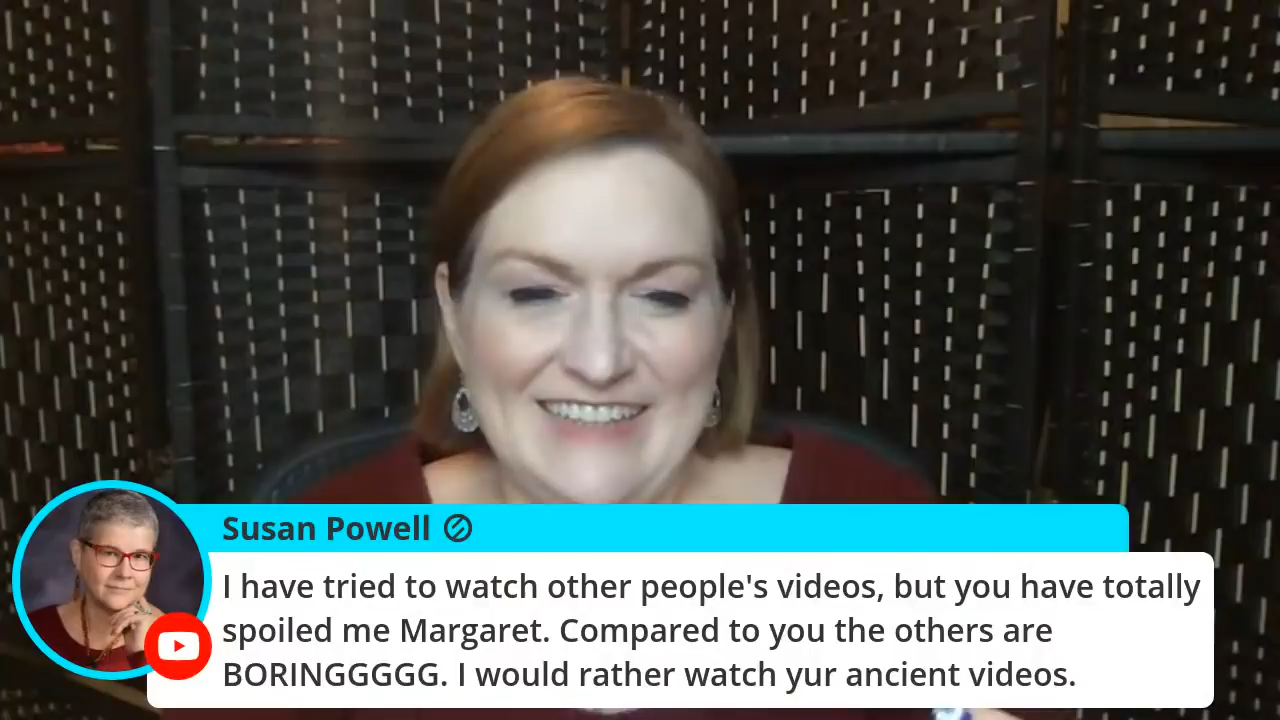 Susan Powell
I have tried to watch other people's videos, but you have totally
spoiled me Margaret. Compared to you the others are
BORINGGGGG. I would rather watch yur ancient videos.